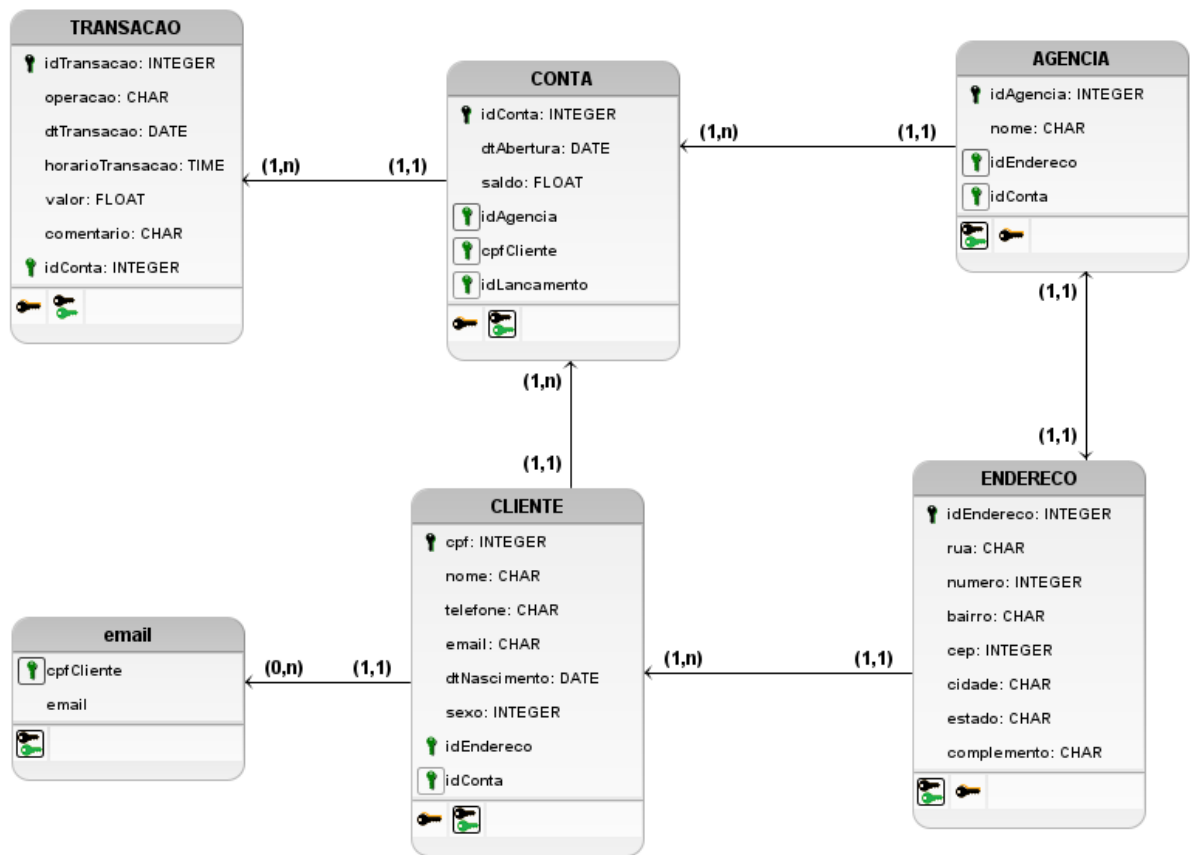 TRANSACAO
idTransacao: INTEGER
operacao: CHAR
dtTransacao: DATE
horarioTransacao: TIME
valor: FLOAT
comentario: CHAR
idConta: INTEGER
(1,n)
(1,1)
CONTA
idConta: INTEGER
dtAbertura: DATE
saldo: FLOAT
idAgencia
cpfCliente
idLancamento
(1,n)
(1,1)
AGENCIA
idAgencia: INTEGER
nome: CHAR
idEndereco
idConta
(1,1)
(1,1)
(1,n)
(1,1)
CLIENTE
cpf: INTEGER
nome: CHAR
telefone: CHAR
email: CHAR
dtNascimento: DATE
sexo: INTEGER
idEndereco
idConta
(1,n)
(1,1)
ENDERECO
idEndereco: INTEGER
rua: CHAR
numero: INTEGER
bairro: CHAR
cep: INTEGER
cidade: CHAR
estado: CHAR
complemento: CHAR
email
cpfCliente
email
(0,n)
(1,1)